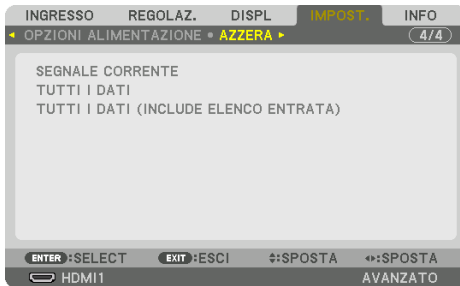 INGRESSO REGOLAZ. DISPL IMPOST. INFO
OPZIONI ALIMENTAZIONE • AZZERA 4/4
SEGNALE CORRENTE
TUTTI I DATI
TUTTI I DATI (INCLUDE ELENCO ENTRATA)
ENTER :SELECT EXIT :ESCI :SPOSTA :SPOSTA
HDMI1 AVANZATO